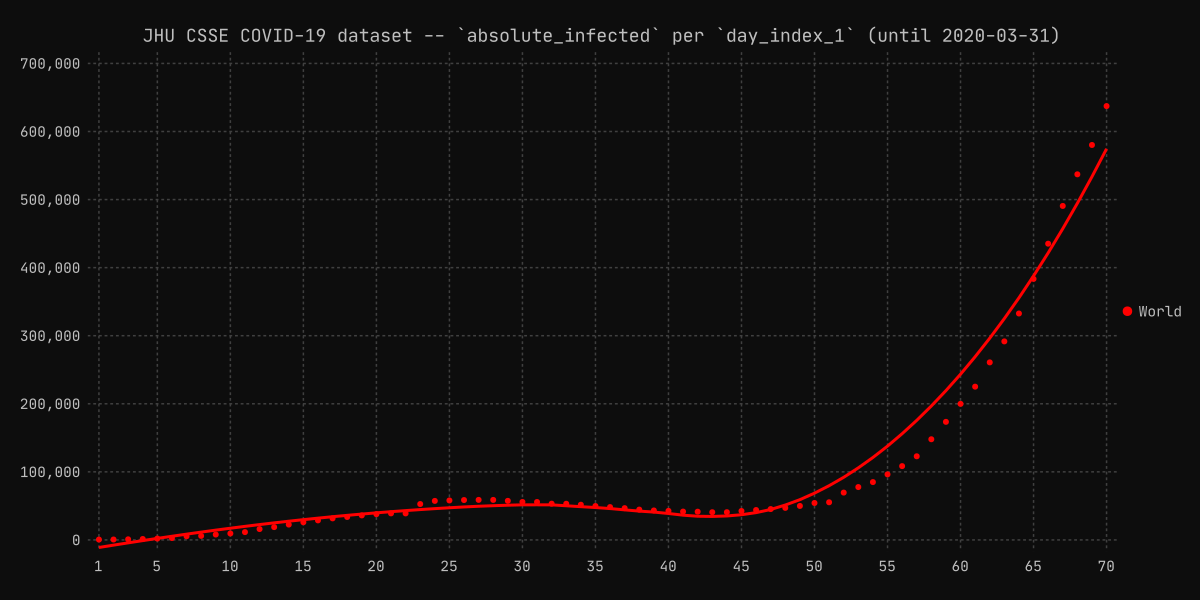 JHU CSSE COVID-19 dataset -- `absolute_infected` per `day_index_1` (until 2020-03-31)
700,000
600,000
500,000
400,000
300,000
World
200,000
100,000
0
1 5 10 15 20 25 30 35 40 45 50 55 60 65 70